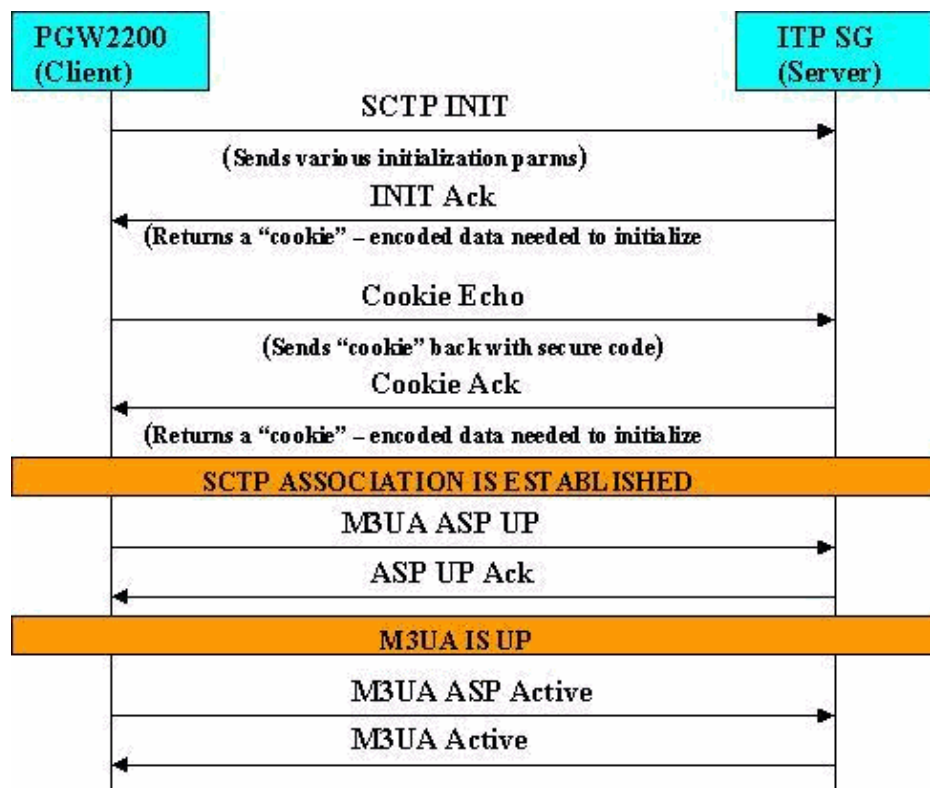 PGW2200
(Client)
ITP SG
(Server)
SCTP INIT
(Sends various initialization parms)
INIT Ack
(Returns a “cookie” – encoded data needed to initialize
Cookie Echo
(Sends “cookie” back with secure code)
Cookie Ack
(Returns a “cookie” – encoded data needed to initialize
SCTP ASSOCIATION IS ESTABLISHED
M3UA ASP UP
ASP UP Ack
M3UA IS UP
M3UA ASP Active
M3UA Active